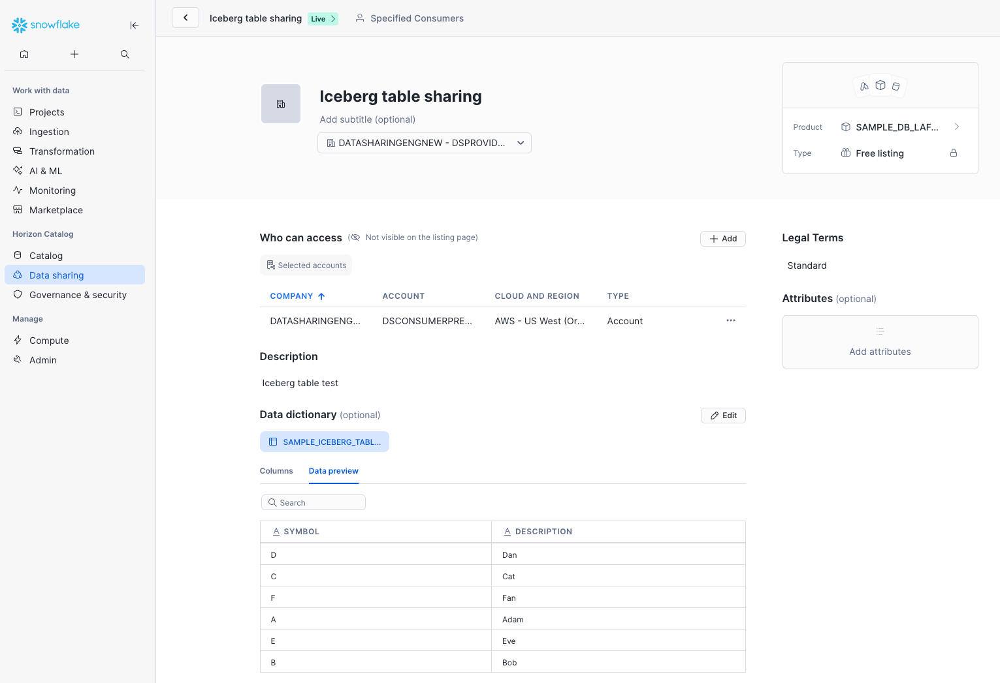 snowflake
Work with data
Projects
Ingestion
Transformation
AI & ML
Monitoring
Marketplace
Horizon Catalog
Catalog
Data sharing
Governance & security
Manage
Compute
Admin
Iceberg table sharing Live Specified Consumers
Iceberg table sharing
Add subtitle (optional)
DATASHARINGENGNEW - DSPROVID...
Product SAMPLE_DB_LAF...
Type Free listing
Who can access ( Not visible on the listing page)
Add
Selected accounts
COMPANY ACCOUNT CLOUD AND REGION TYPE
DATASHARINGENG... DSCONSUMERPRE... AWS - US West (Or... Account
Description
Iceberg table test
Data dictionary (optional)
Edit
SAMPLE_ICEBERG_TABL...
Columns Data preview
Search
SYMBOL DESCRIPTION
D Dan
C Cat
F Fan
A Adam
E Eve
B Bob
Legal Terms
Standard
Attributes (optional)
Add attributes